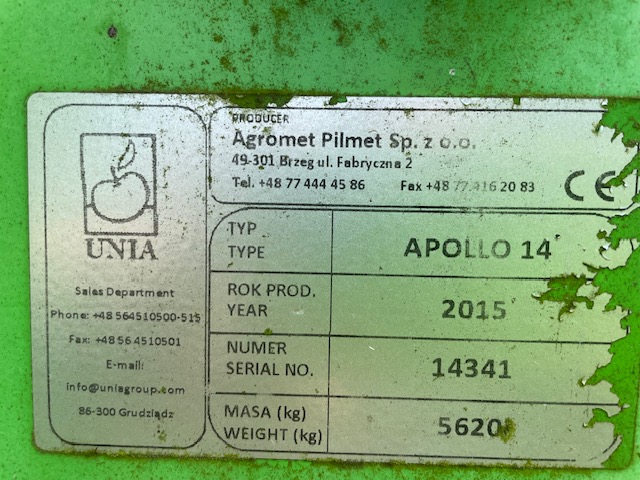 UNIA
Sales Department
Phone: +48 564510500-515
Fax: +48 56 4510501
E-mail:
info@uniagroup.com
86-300 Grudziądz
PRODUCER
Agromet Pilmet Sp. z o.o.
49-301 Brzeg ul. Fabryczna 2
Tel. +48 77 444 45 86 Fax +48 77 416 20 83
CE
TYP
TYPE
APOLLO 14
ROK PROD.
YEAR
2015
NUMER
SERIAL NO.
14341
MASA (kg)
WEIGHT (kg)
5620